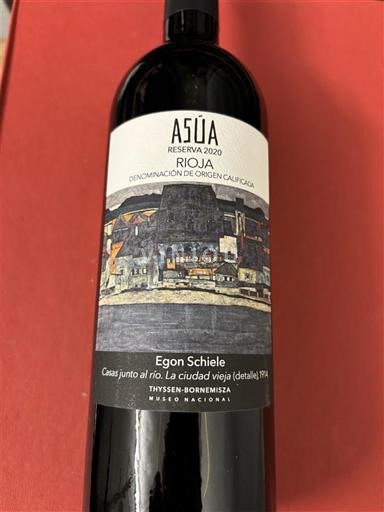 ASÚA
RESERVA 2020
RIOJA
DENOMINACIÓN DE ORIGEN CALIFICADA
Egon Schiele
Casas junto al río. La ciudad vieja (detalle), 1914
THYSSEN-BORNEMISZA
MUSEO NACIONAL